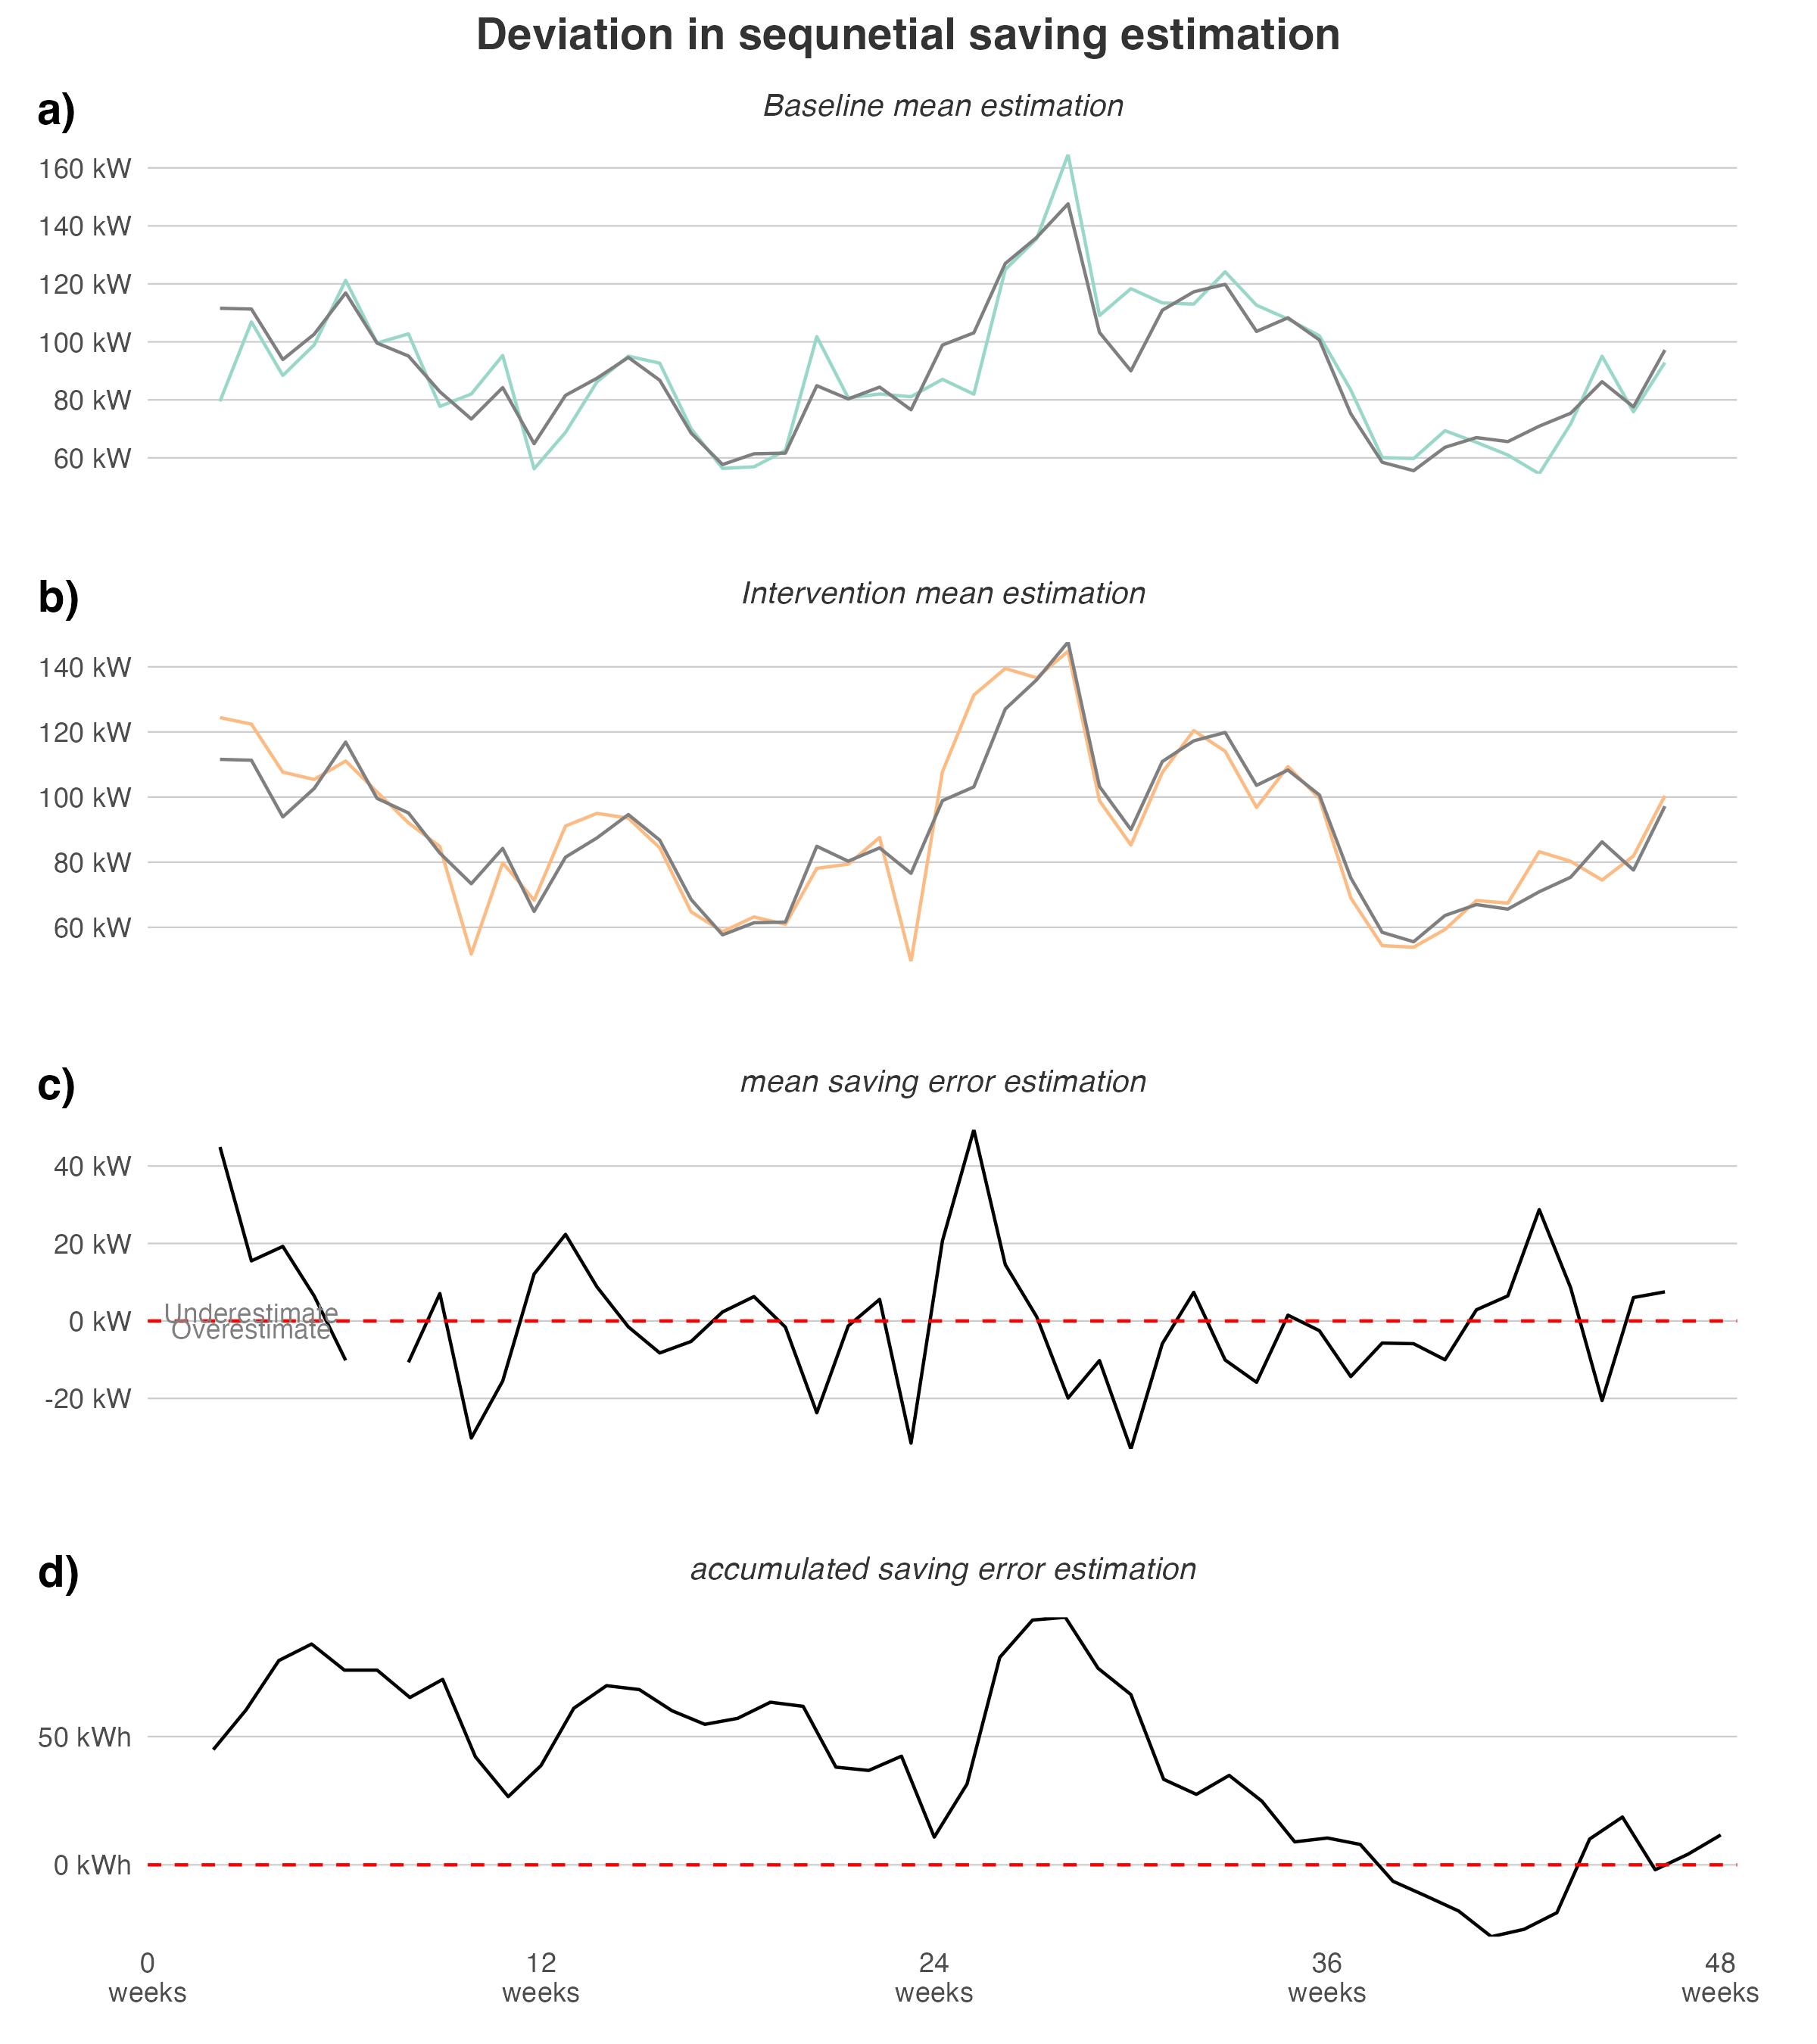 Deviation in sequnetial saving estimation
a)
Baseline mean estimation
160 kW
140 kW
120 kW
100 kW
80 kW
60 kW
b)
Intervention mean estimation
140 kW
120 kW
100 kW
80 kW
60 kW
c)
mean saving error estimation
40 kW
20 kW
Underestimate
0 kW
Overestimate
-20 kW
d)
accumulated saving error estimation
50 kWh
0 kWh
0 12 24 36 48
weeks weeks weeks weeks weeks